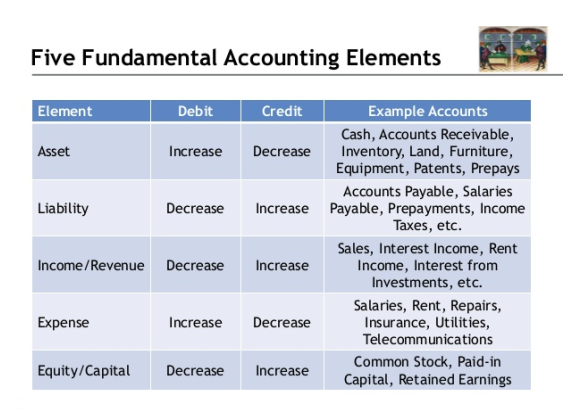 Five Fundamental Accounting Elements
Element Debit Credit Example Accounts
Asset Increase Decrease Cash, Accounts Receivable,
Inventory, Land, Furniture,
Equipment, Patents, Prepays
Liability Decrease Increase Accounts Payable, Salaries
Payable, Prepayments, Income
Taxes, etc.
Income/Revenue Decrease Increase Sales, Interest Income, Rent
Income, Interest from
Investments, etc.
Expense Increase Decrease Salaries, Rent, Repairs,
Insurance, Utilities,
Telecommunications
Equity/Capital Decrease Increase Common Stock, Paid-in
Capital, Retained Earnings